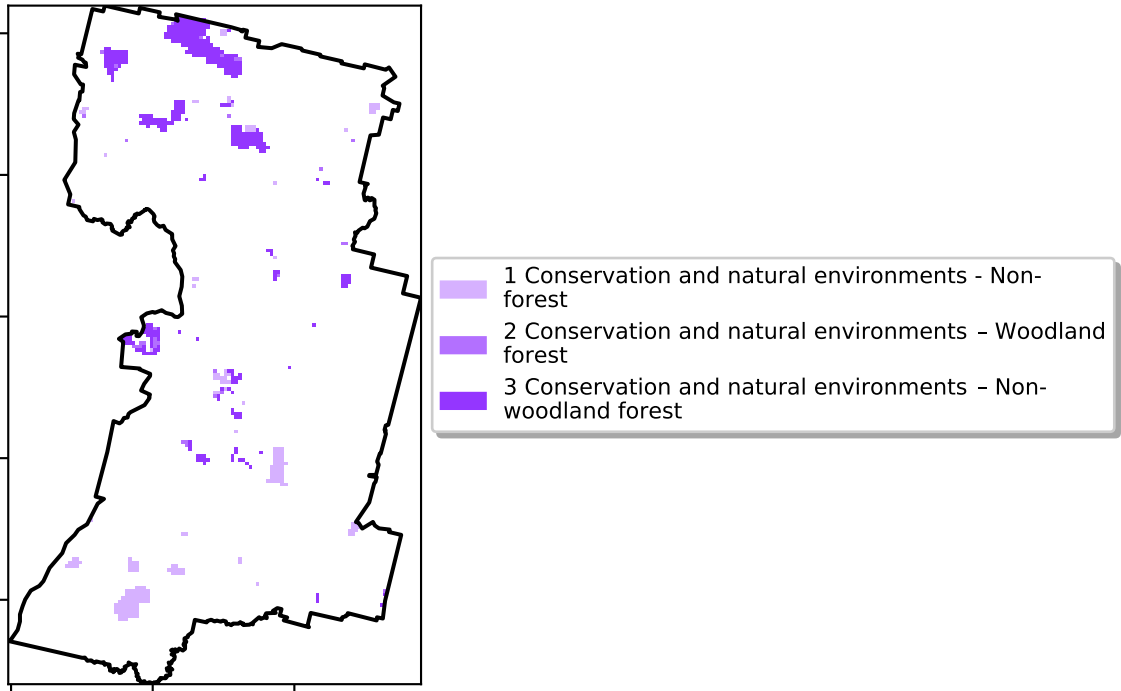 1 Conservation and natural environments - Non-
forest
2 Conservation and natural environments – Woodland
forest
3 Conservation and natural environments – Non-
woodland forest